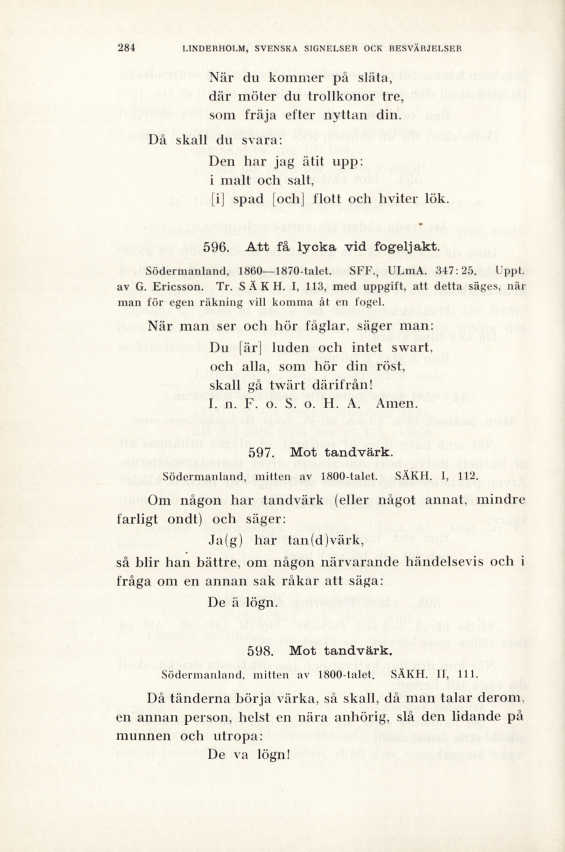 284 LINDERHOLM, SVENSKA SIGNELSER OCK BESVÄRJELSER
När du kommer på släta,
där möter du trollkonor tre,
som fräja efter nyttan din.
Då skall du svara:
Den har jag ätit upp:
i malt och salt,
[i] spad [och] flott och hviter lök.
596. Att få lycka vid fogeljakt.
Södermanland, 1860—1870-talet. SFF., ULmA. 347: 25. Uppt.
av G. Ericsson. Tr. SÄKH. I, 113, med uppgift, att detta säges, när
man för egen räkning vill komma åt en fogel.
När man ser och hör fåglar, säger man:
Du [är] luden och intet swart,
och alla, som hör din röst,
skall gå twärt därifrån!
I. n. F. o. S. o. H. A. Amen.
597. Mot tandvärk.
Södermanland, mitten av 1800-talet. SÄKH. I, 112.
Om någon har tandvärk (eller något annat, mindre
farligt ondt) och säger:
Ja(g) har tan(d)värk,
så blir han bättre, om någon närvarande händelsevis och i
fråga om en annan sak råkar att säga:
De ä lögn.
598. Mot tandvärk.
Södermanland, mitten av 1800-talet. SÄKH. II, 111.
Då tänderna börja värka, så skall, då man talar derom,
en annan person, helst en nära anhörig, slå den lidande på
munnen och utropa:
De va lögn!